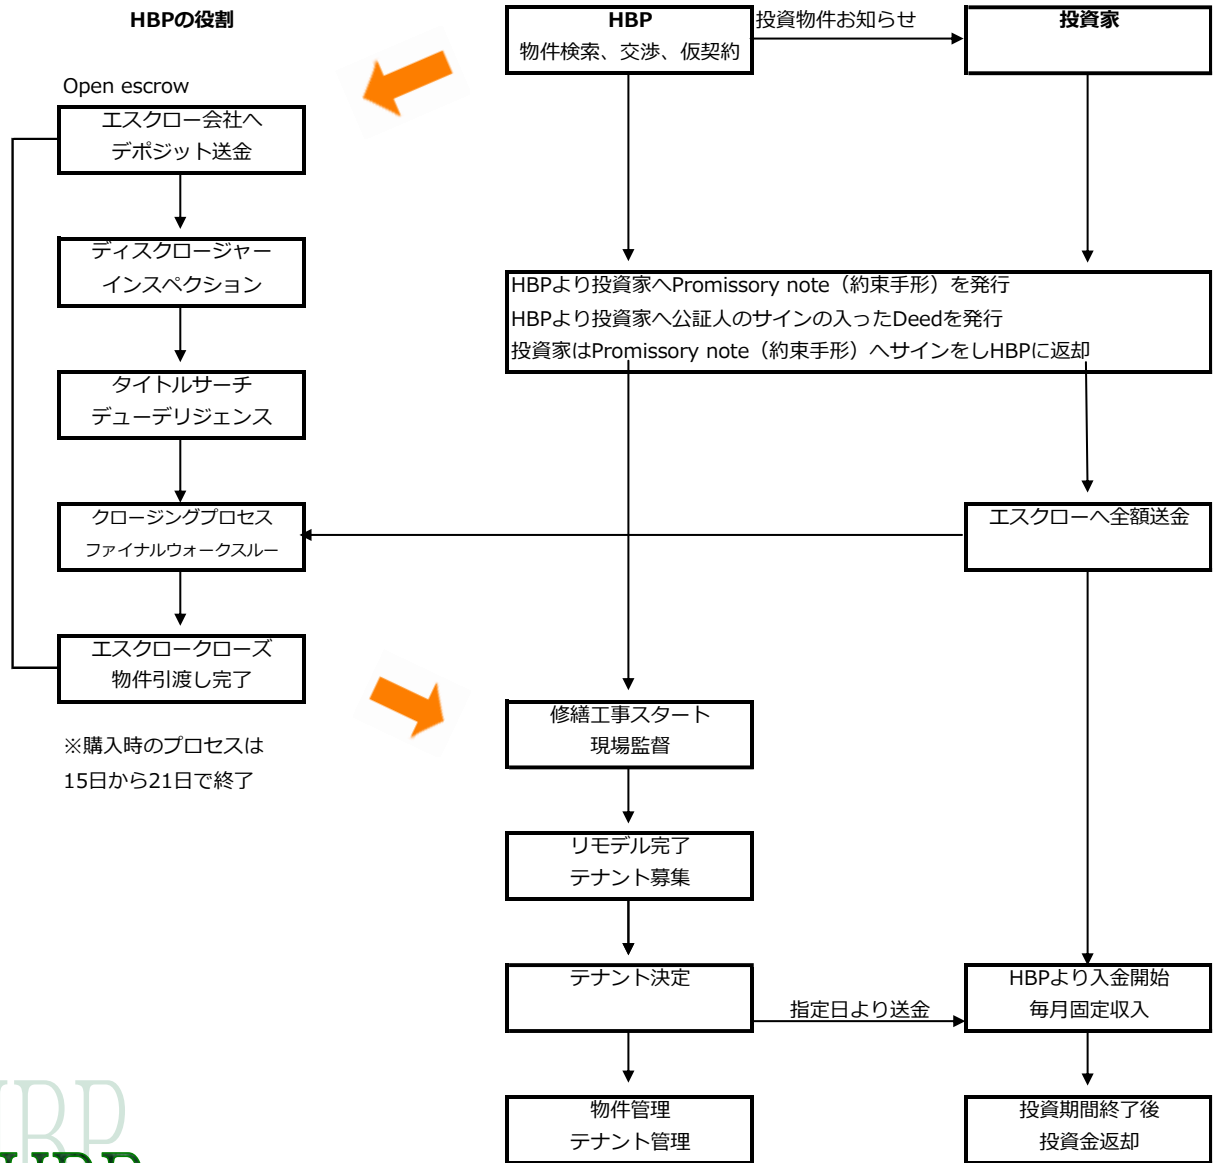 HBPの役割
HBP
物件検索、交渉、仮契約
投資物件お知らせ
投資家
Open escrow
エスクロー会社へ
デポジット送金
ディスクロージャー
インスペクション
タイトルサーチ
デューデリジェンス
クロージングプロセス
ファイナルウォークスルー
エスクロークローズ
物件引渡し完了
※購入時のプロセスは
15日から21日で終了
HBPより投資家へPromissory note（約束手形）を発行
HBPより投資家へ公証人のサインの入ったDeedを発行
投資家はPromissory note（約束手形）へサインをしHBPに返却
エスクローへ全額送金
修繕工事スタート
現場監督
リモデル完了
テナント募集
テナント決定
指定日より送金
HBPより入金開始
毎月固定収入
物件管理
テナント管理
投資期間終了後
投資金返却